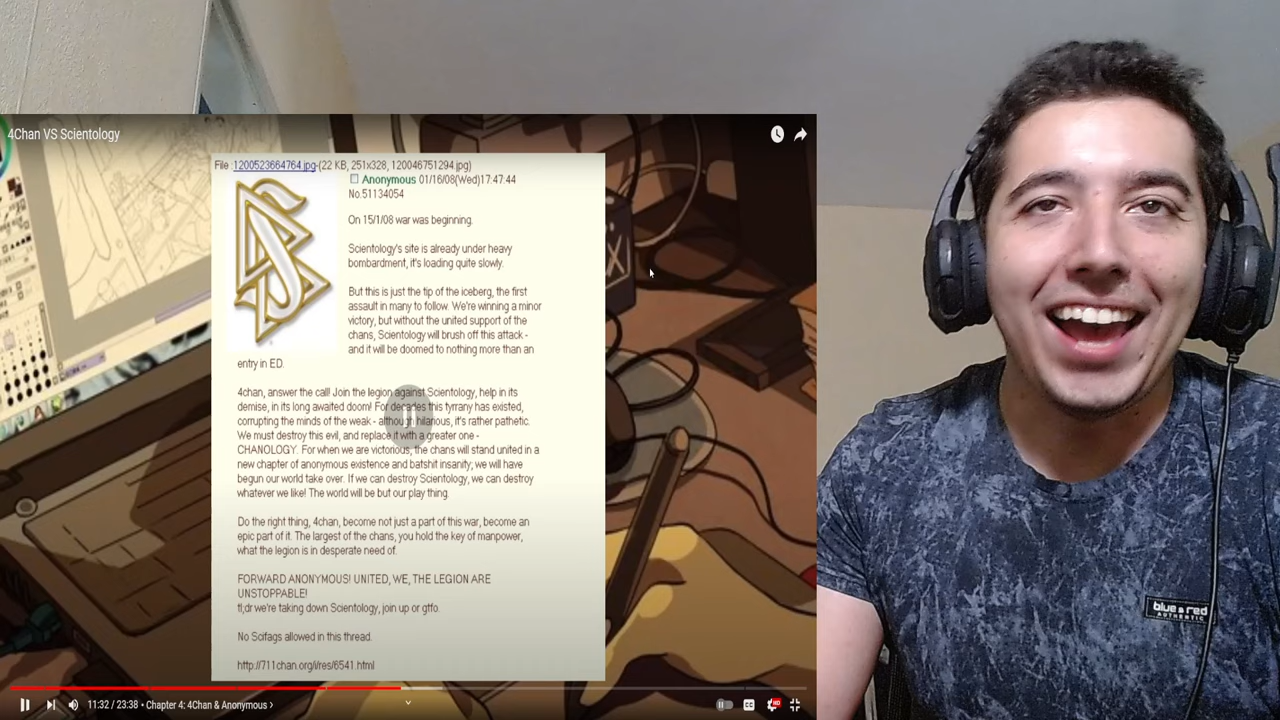 4Chan VS Scientology
File :1200523664764.jpg-(22 KB, 251x328, 120046751294.jpg)
Anonymous 01/16/08(Wed)17:47:44
No.51134054
On 15/1/08 war was beginning.
Scientology's site is already under heavy
bombardment, it's loading quite slowly.
But this is just the tip of the iceberg, the first
assault in many to follow. We're winning a minor
victory, but without the united support of the
chans, Scientology will brush off this attack -
and it will be doomed to nothing more than an
entry in ED.
4chan, answer the call! Join the legion against Scientology, help in its
demise, in its long awaited doom! For decades this tyrrany has existed,
corrupting the minds of the weak - although hilarious, it's rather pathetic.
We must destroy this evil, and replace it with a greater one -
CHANOLOGY. For when we are victorious, the chans will stand united in a
new chapter of anonymous existence and batshit insanity; we will have
begun our world take over. If we can destroy Scientology, we can destroy
whatever we like! The world will be but our play thing.
Do the right thing, 4chan, become not just a part of this war, become an
epic part of it. The largest of the chans, you hold the key of manpower,
what the legion is in desperate need of.
FORWARD ANONYMOUS! UNITED, WE, THE LEGION ARE
UNSTOPPABLE!
tl;dr we're taking down Scientology, join up or gtfo.
No Scifags allowed in this thread.
http://711chan.org/i/res/6541.html
11:32 / 23:38 • Chapter 4: 4Chan & Anonymous ›
CC
HD
blue&red
AUTHENTIC